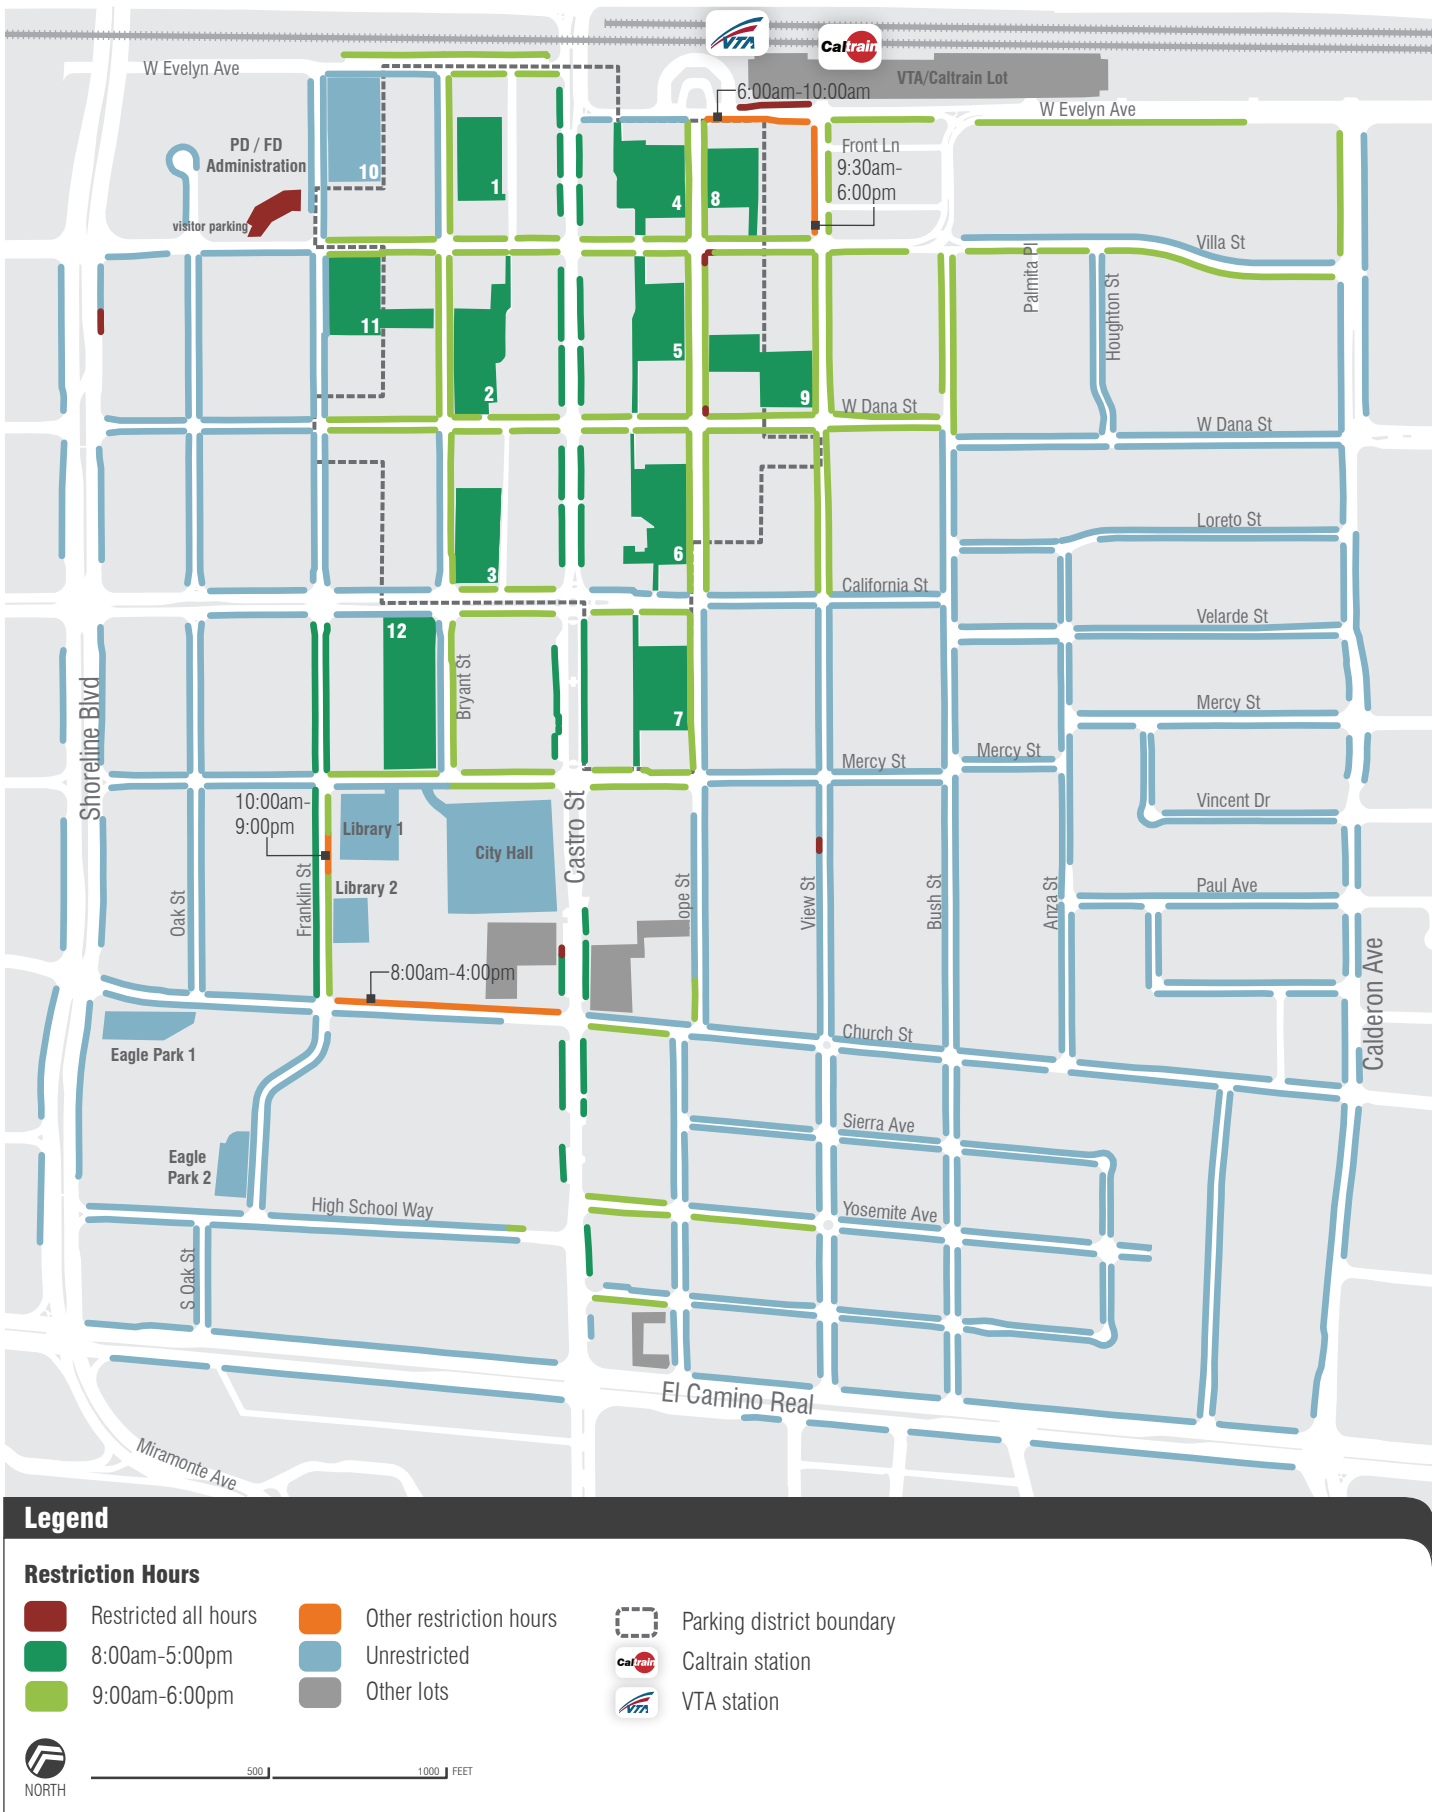 VTA
Caltrain
W Evelyn Ave
VTA/Caltrain Lot
6:00am-10:00am
W Evelyn Ave
PD / FD
Administration
Front Ln
9:30am-
6:00pm
10
1
4
8
visitor parking
Villa St
Palmita Pl
Houghton St
11
5
2
9
W Dana St
W Dana St
Loreto St
6
3
California St
Velarde St
12
Bryant St
Shoreline Blvd
7
Mercy St
Mercy St
Mercy St
Vincent Dr
10:00am-
9:00pm
Library 1
City Hall
Castro St
Library 2
Paul Ave
Oak St
Franklin St
ope St
View St
Bush St
Anza St
Calderon Ave
8:00am-4:00pm
Church St
Eagle Park 1
Sierra Ave
Eagle
Park 2
High School Way
Yosemite Ave
S Oak St
El Camino Real
Miramonte Ave
Legend
Restriction Hours
Restricted all hours
8:00am-5:00pm
9:00am-6:00pm
Other restriction hours
Unrestricted
Other lots
Parking district boundary
Caltrain
Caltrain station
VTA
VTA station
NORTH
500
1000
FEET